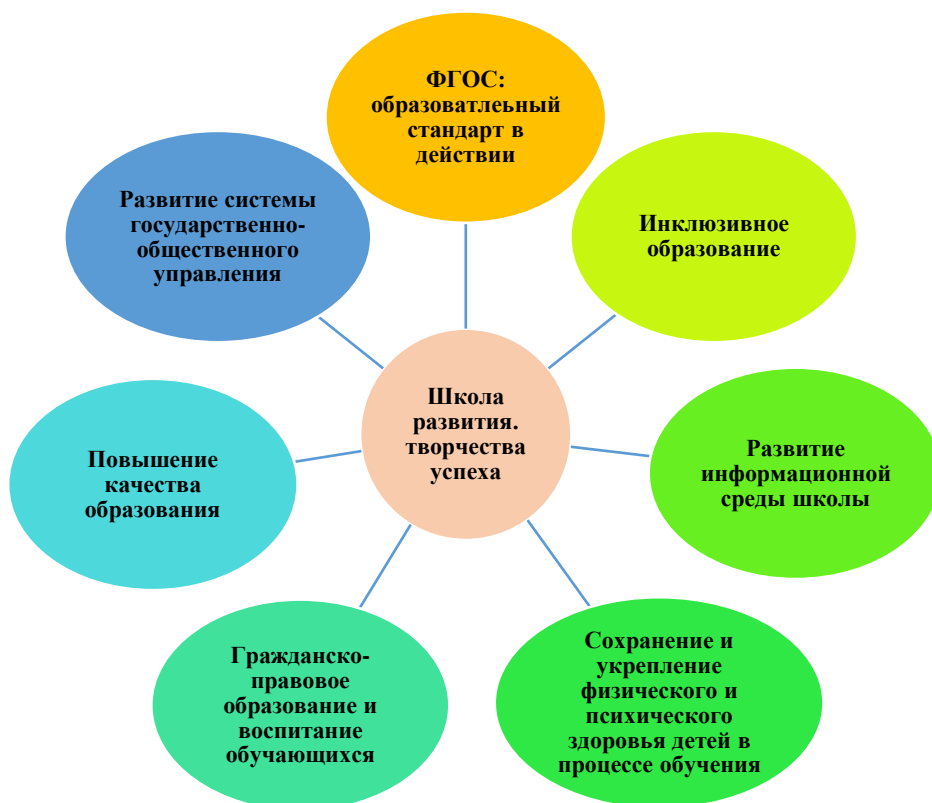 ФГОС:
образоватлеьный
стандарт в
действии
Инклюзивное
образование
Развитие
информационной
среды школы
Сохранение и
укрепление
физического и
психического
здоровья детей в
процессе обучения
Гражданско-
правовое
образование и
воспитание
обучающихся
Повышение
качества
образования
Развитие системы
государственно-
общественного
управления
Школа
развития.
творчества
успеха